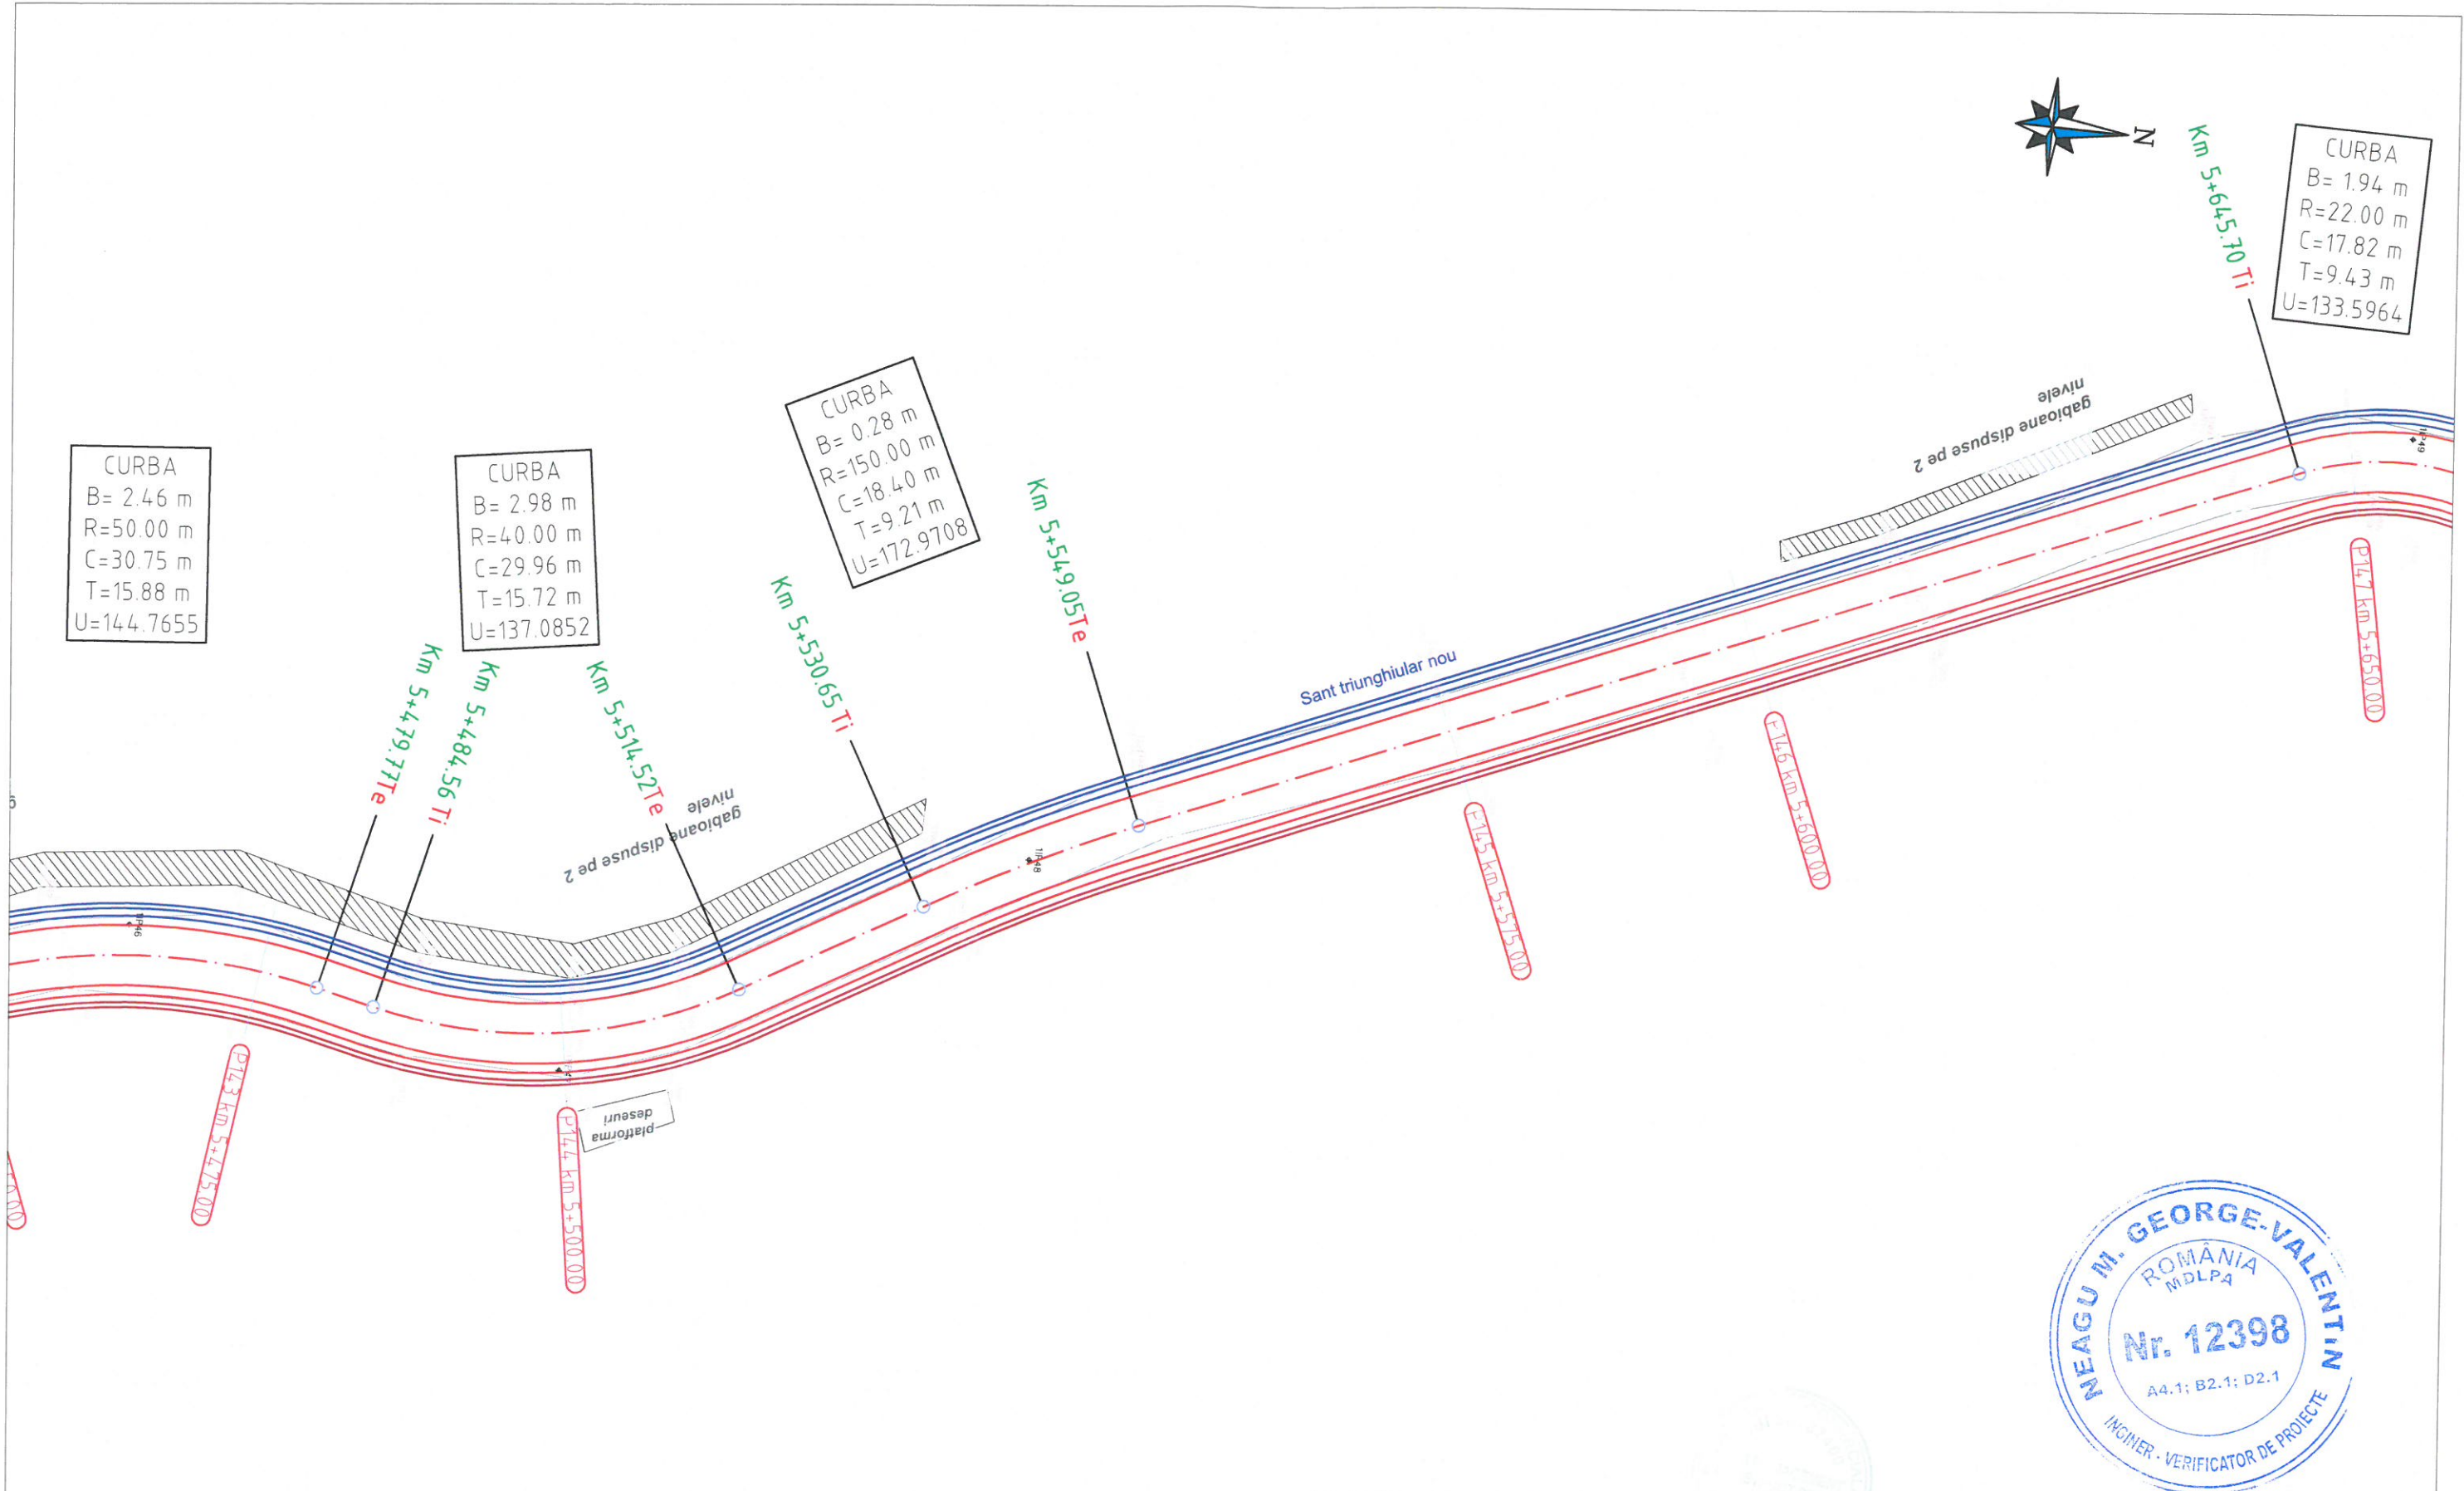 CURBA
B= 2.46 m
R=50.00 m
C=30.75 m
T=15.88 m
U=144.7655
CURBA
B= 2.98 m
R=40.00 m
C=29.96 m
T=15.72 m
U=137.0852
CURBA
B= 0.28 m
R=150.00 m
C=18.40 m
T=9.21 m
U=172.9708
CURBA
B= 1.94 m
R=22.00 m
C=17.82 m
T=9.43 m
U=133.5964
N
Km 5+479.77Te
Km 5+484.56 Ti
Km 5+514.52Te
Km 5+530.65 Ti
Km 5+549.05Te
Km 5+645.70 Ti
gabioane dispuse pe 2
nivele
gabioane dispuse pe 2
nivele
Sant triunghiular nou
platforma
deseuri
P143 km 5+475.00
P144 km 5+500.00
P145 km 5+575.00
P146 km 5+600.00
P147 km 5+650.00
NEAGU M. GEORGE-VALENTIN
ROMÂNIA
MDLPA
Nr. 12398
A4.1; B2.1; D2.1
INGINER - VERIFICATOR DE PROIECTE